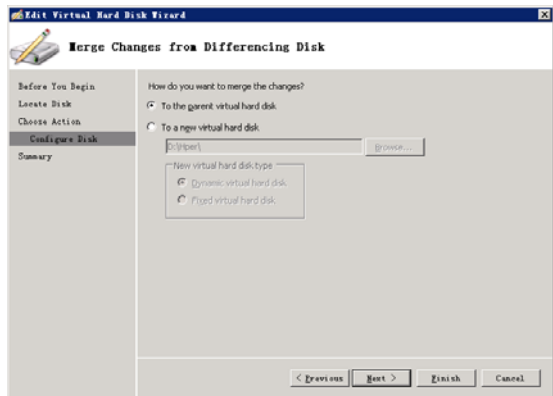 Edit Virtual Hard Disk Wizard
Merge Changes from Differencing Disk
Before You Begin
Locate Disk
Choose Action
Configure Disk
Summary
How do you want to merge the changes?
To the parent virtual hard disk
To a new virtual hard disk
D:\Hper\
Browse...
New virtual hard disk type
Dynamic virtual hard disk
Fixed virtual hard disk
< Previous
Next >
Finish
Cancel